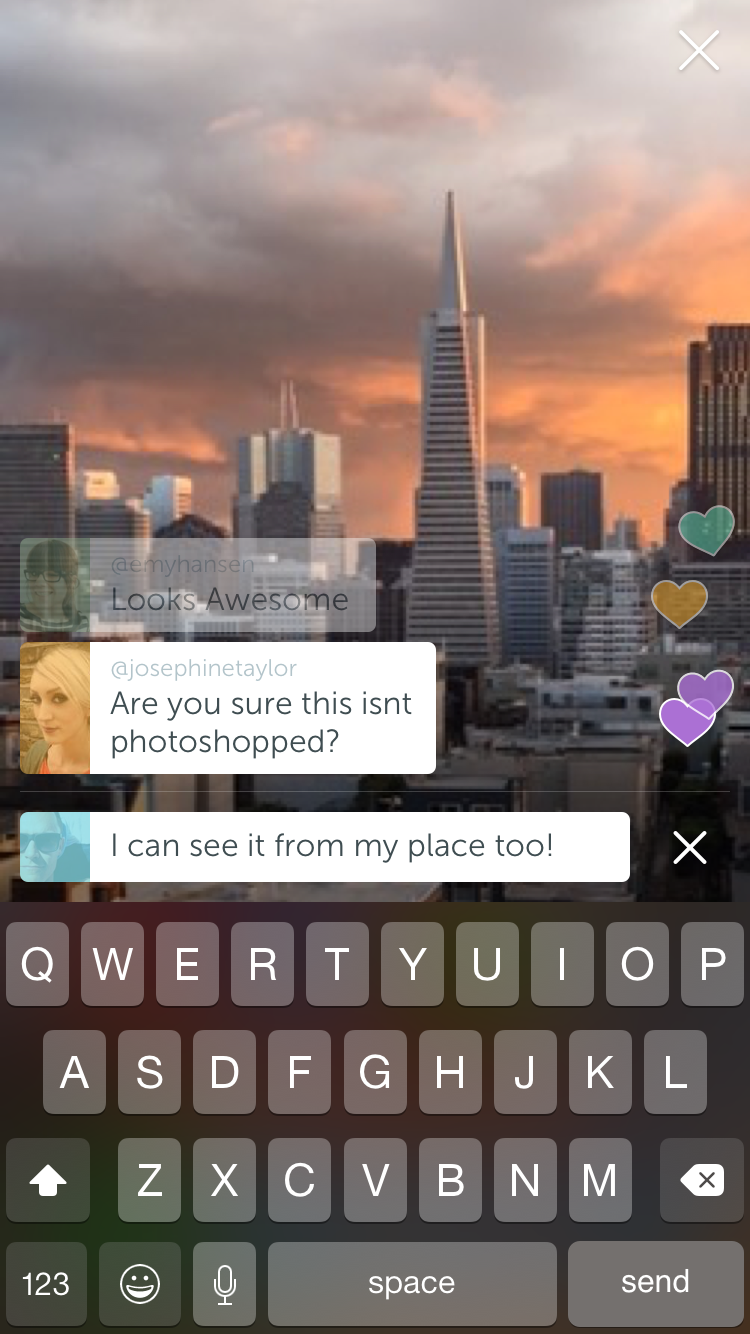 @emyhansen
Looks Awesome
@josephinetaylor
Are you sure this isnt
photoshopped?
I can see it from my place too!
Q W E R T Y U I O P
A S D F G H J K L
Z X C V B N M
123 space send